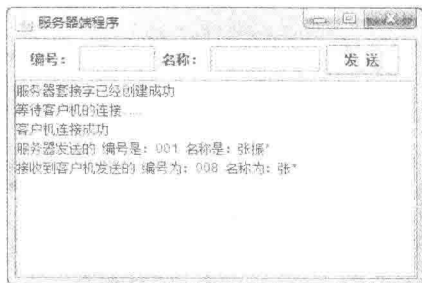 服务器端程序
编号： 名称： 发 送
服务器套接字已经创建成功
等待客户机的连接......
客户机连接成功
服务器发送的 编号是：001 名称是：张振*
接收到客户机发送的 编号为：008 名称为：张*